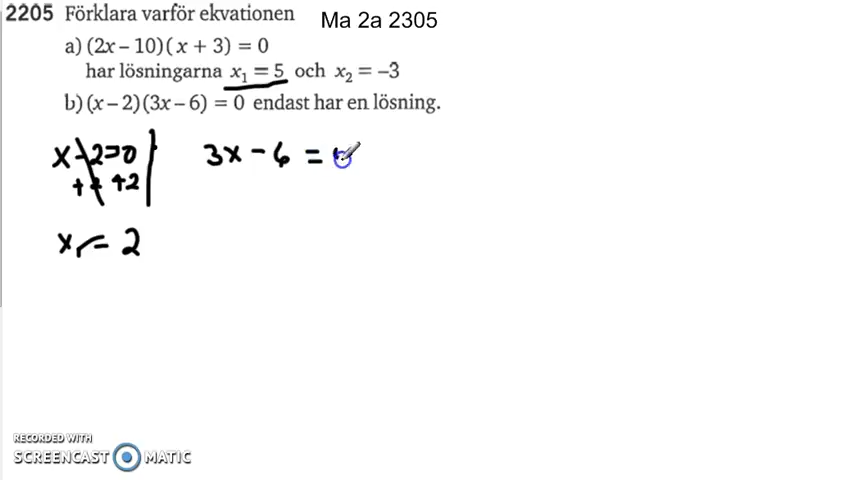 2205 Förklara varför ekvationen Ma 2a 2305
a) (2x – 10)(x + 3) = 0
har lösningarna x₁ = 5 och x₂ = –3
b) (x – 2)(3x – 6) = 0 endast har en lösning.
x - 2 = 0 3x - 6 =
+2 +2
x₁ = 2
RECORDED WITH
SCREENCAST MATIC